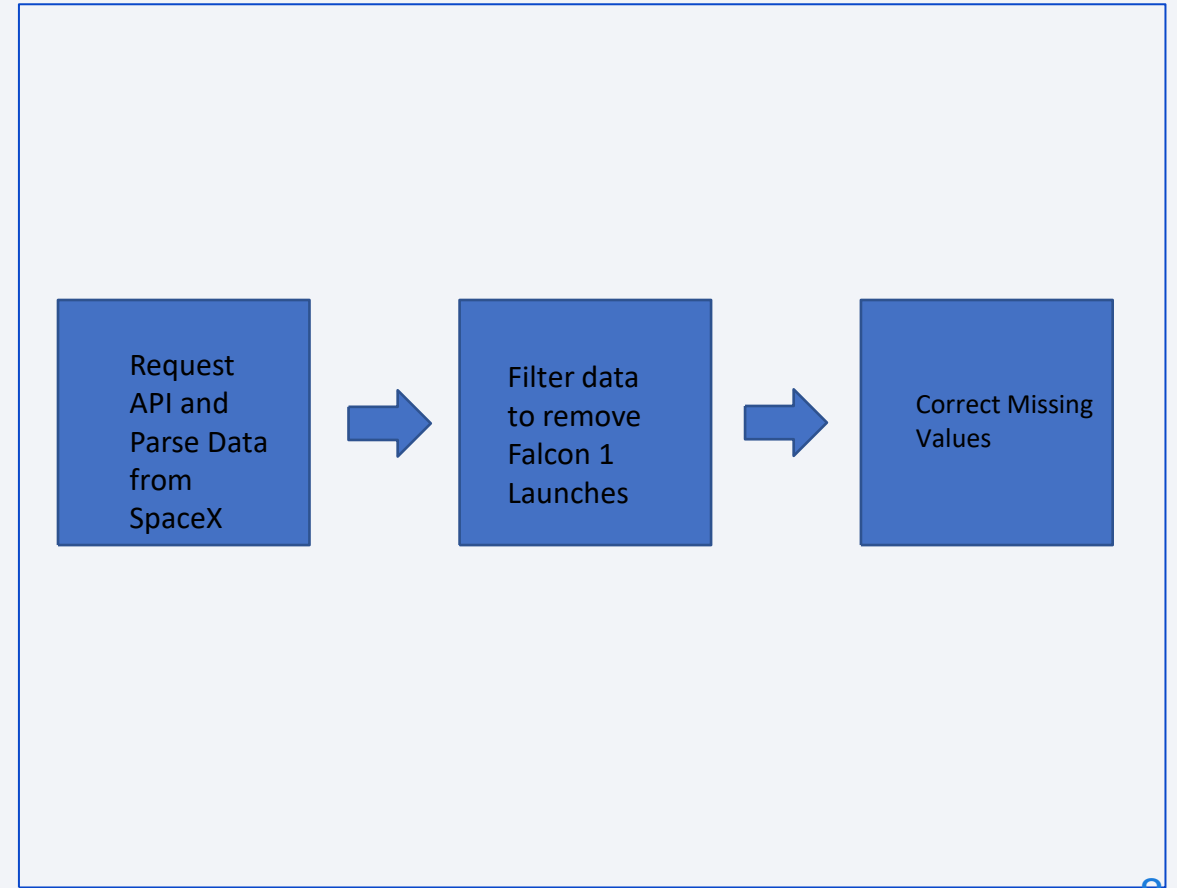 Request
API and
Parse Data
from
SpaceX
Filter data
to remove
Falcon 1
Launches
Correct Missing
Values